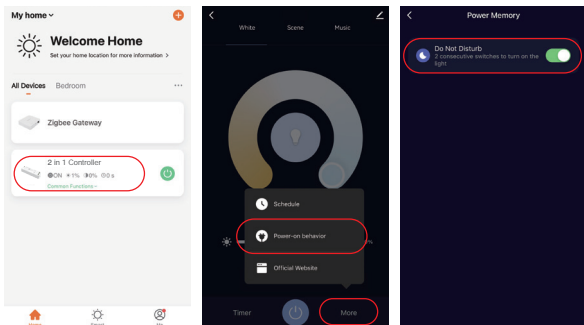 My home
Welcome Home
Set your home location for more information >
All Devices Bedroom ...
Zigbee Gateway
2 in 1 Controller
ON 1% 0% 0 s
Common Functions
Home Smart Me
White Scene Music
Schedule
Power-on behavior
Official Website
Timer More
Power Memory
Do Not Disturb
2 consecutive switches to turn on the
light